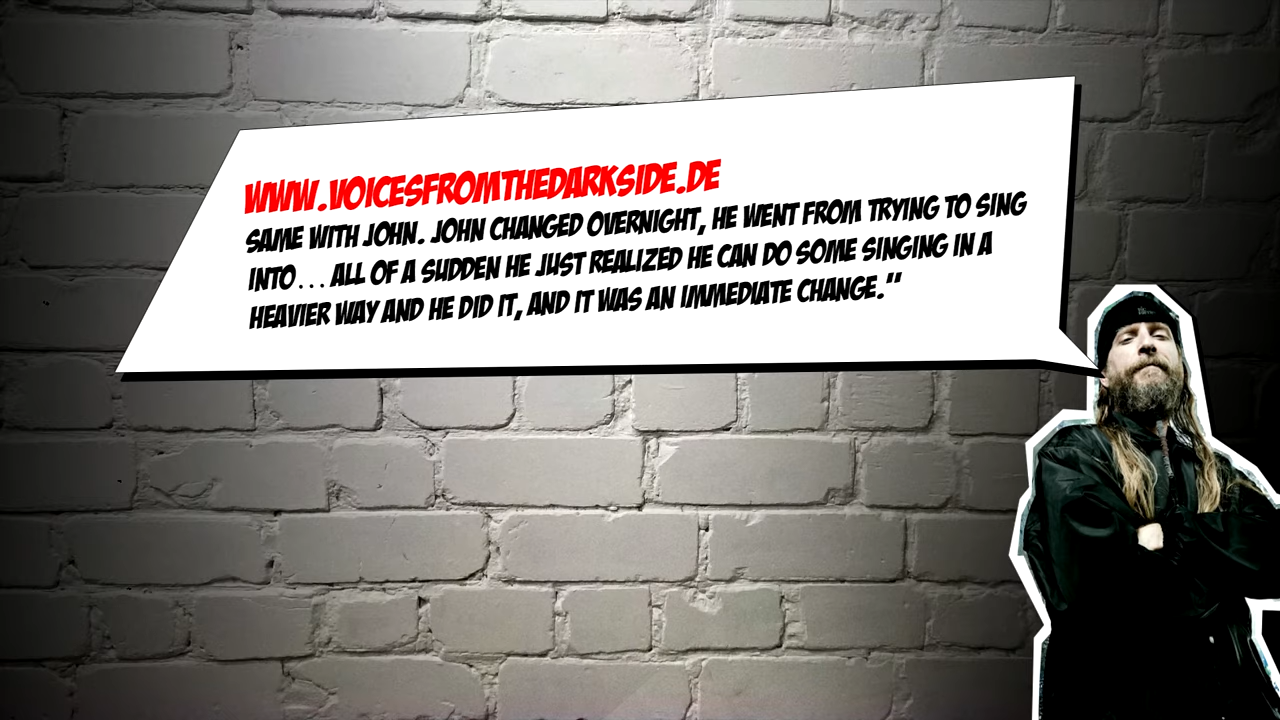 WWW.VOICESFROMTHEDARKSIDE.DE
SAME WITH JOHN. JOHN CHANGED OVERNIGHT, HE WENT FROM TRYING TO SING
INTO... ALL OF A SUDDEN HE JUST REALIZED HE CAN DO SOME SINGING IN A
HEAVIER WAY AND HE DID IT, AND IT WAS AN IMMEDIATE CHANGE.“